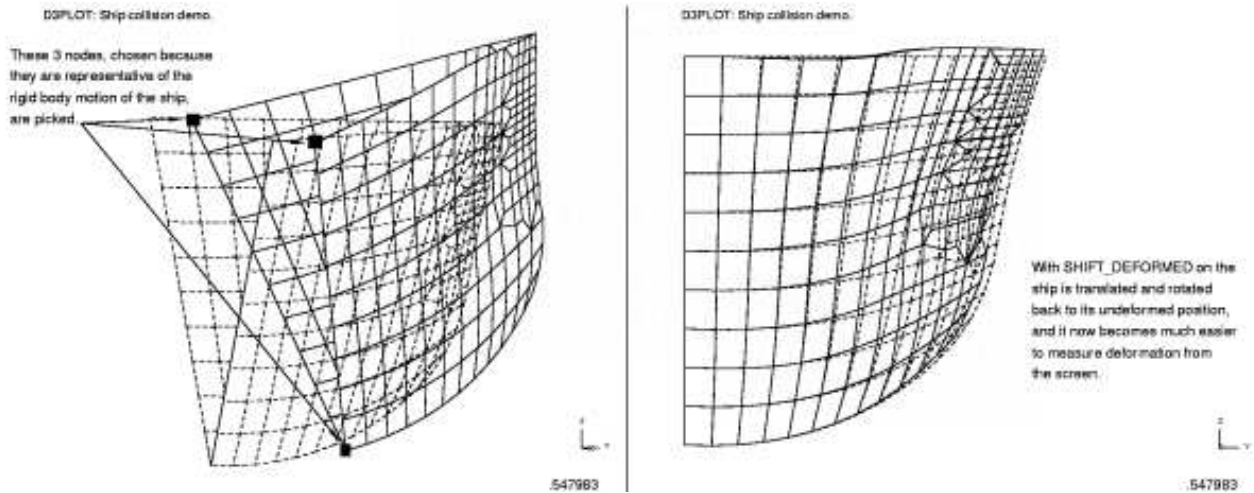 D3PLOT: Ship collision demo.
These 3 nodes, chosen because
they are representative of the
rigid body motion of the ship,
are picked
Z
Y
.547983
D3PLOT: Ship collision demo.
With SHIFT_DEFORMED on the
ship is translated and rotated
back to its undeformed position,
and it now becomes much easier
to measure deformation from
the screen.
Z
Y
.547983